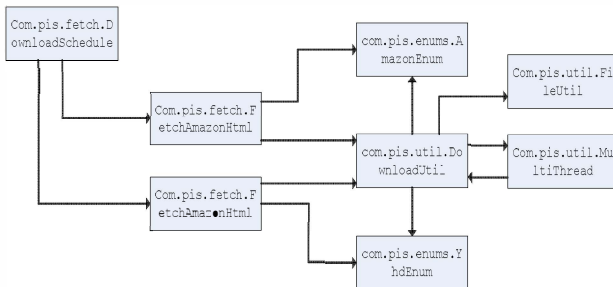 Com.pis.fetch.D
ownloadSchedule
com.pis.enums.A
mazonEnum
Com.pis.util.Fi
leUtil
Com.pis.fetch.F
etchAmazonHtml
com.pis.util.Do
wnloadUtil
Com.pis.util.Mu
ltiThread
Com.pis.fetch.F
etchAmazonHtml
com.pis.enums.Y
hdEnum